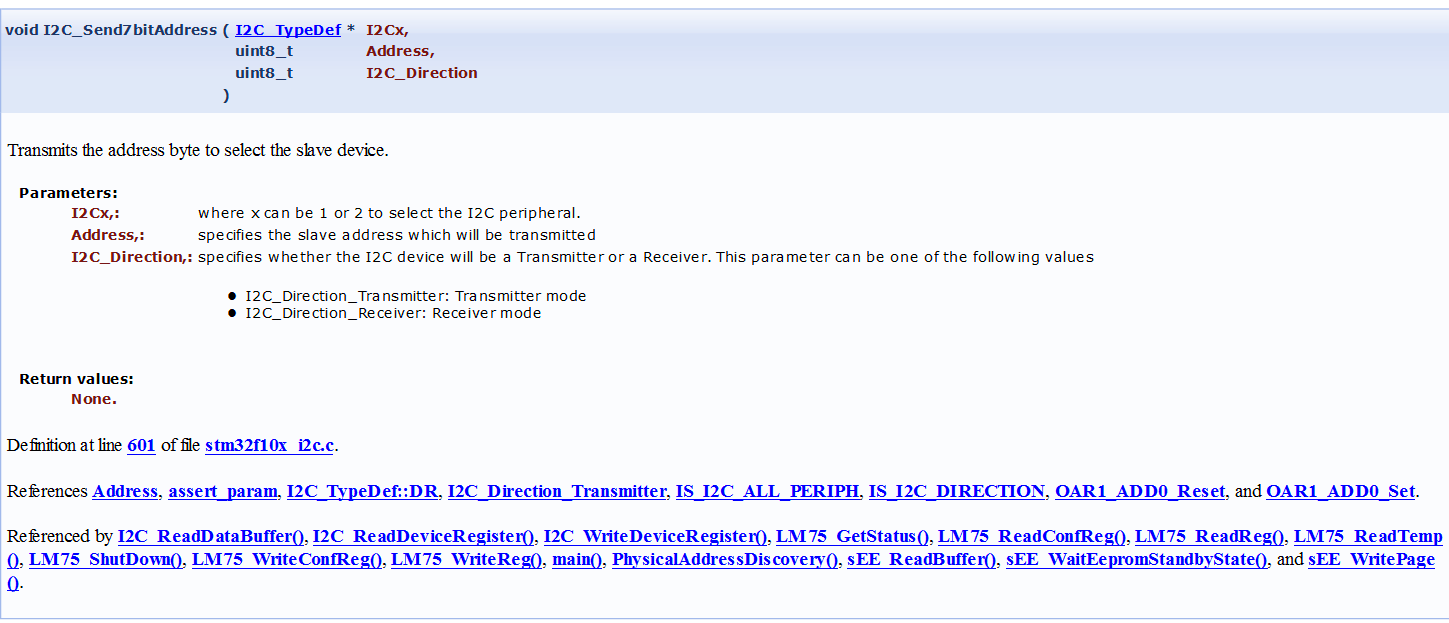 void I2C_Send7bitAddress ( I2C_TypeDef * I2Cx,
uint8_t Address,
uint8_t I2C_Direction
)
Transmits the address byte to select the slave device.
Parameters:
I2Cx,: where x can be 1 or 2 to select the I2C peripheral.
Address,: specifies the slave address which will be transmitted
I2C_Direction,: specifies whether the I2C device will be a Transmitter or a Receiver. This parameter can be one of the following values
● I2C_Direction_Transmitter: Transmitter mode
● I2C_Direction_Receiver: Receiver mode
Return values:
None.
Definition at line 601 of file stm32f10x_i2c.c.
References Address, assert_param, I2C_TypeDef::DR, I2C_Direction_Transmitter, IS_I2C_ALL_PERIPH, IS_I2C_DIRECTION, OAR1_ADD0_Reset, and OAR1_ADD0_Set.
Referenced by I2C_ReadDataBuffer(), I2C_ReadDeviceRegister(), I2C_WriteDeviceRegister(), LM75_GetStatus(), LM75_ReadConfReg(), LM75_ReadReg(), LM75_ReadTemp
(), LM75_ShutDown(), LM75_WriteConfReg(), LM75_WriteReg(), main(), PhysicalAddressDiscovery(), sEE_ReadBuffer(), sEE_WaitEepromStandbyState(), and sEE_WritePage
().